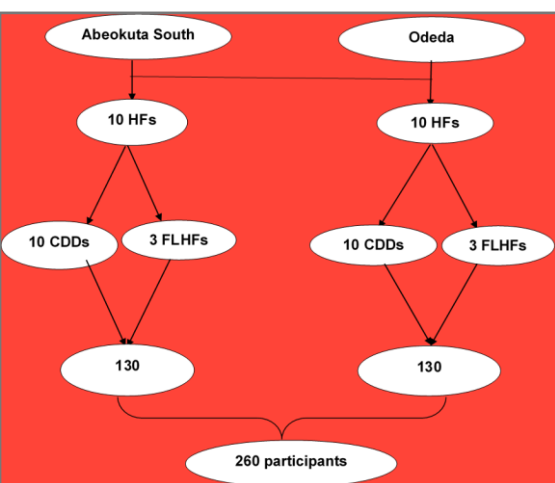 Abeokuta South
Odeda
10 HFs
10 HFs
10 CDDs
3 FLHFs
10 CDDs
3 FLHFs
130
130
260 participants